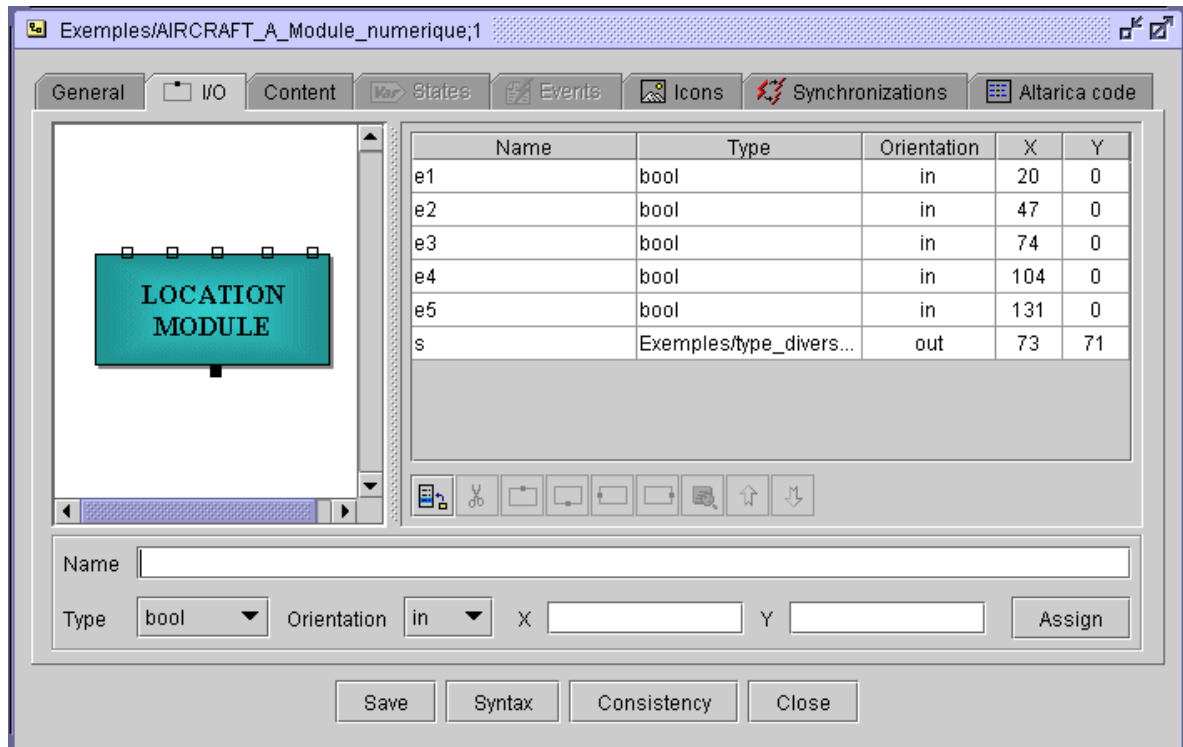 Exemples/AIRCRAFT_A_Module_numerique;1
General I/O Content Var States Events Icons Synchronizations Altarica code
Name Type Orientation X Y
e1 bool in 20 0
e2 bool in 47 0
e3 bool in 74 0
e4 bool in 104 0
e5 bool in 131 0
s Exemples/type_divers... out 73 71
LOCATION
MODULE
Name
Type bool Orientation in X Y Assign
Save Syntax Consistency Close